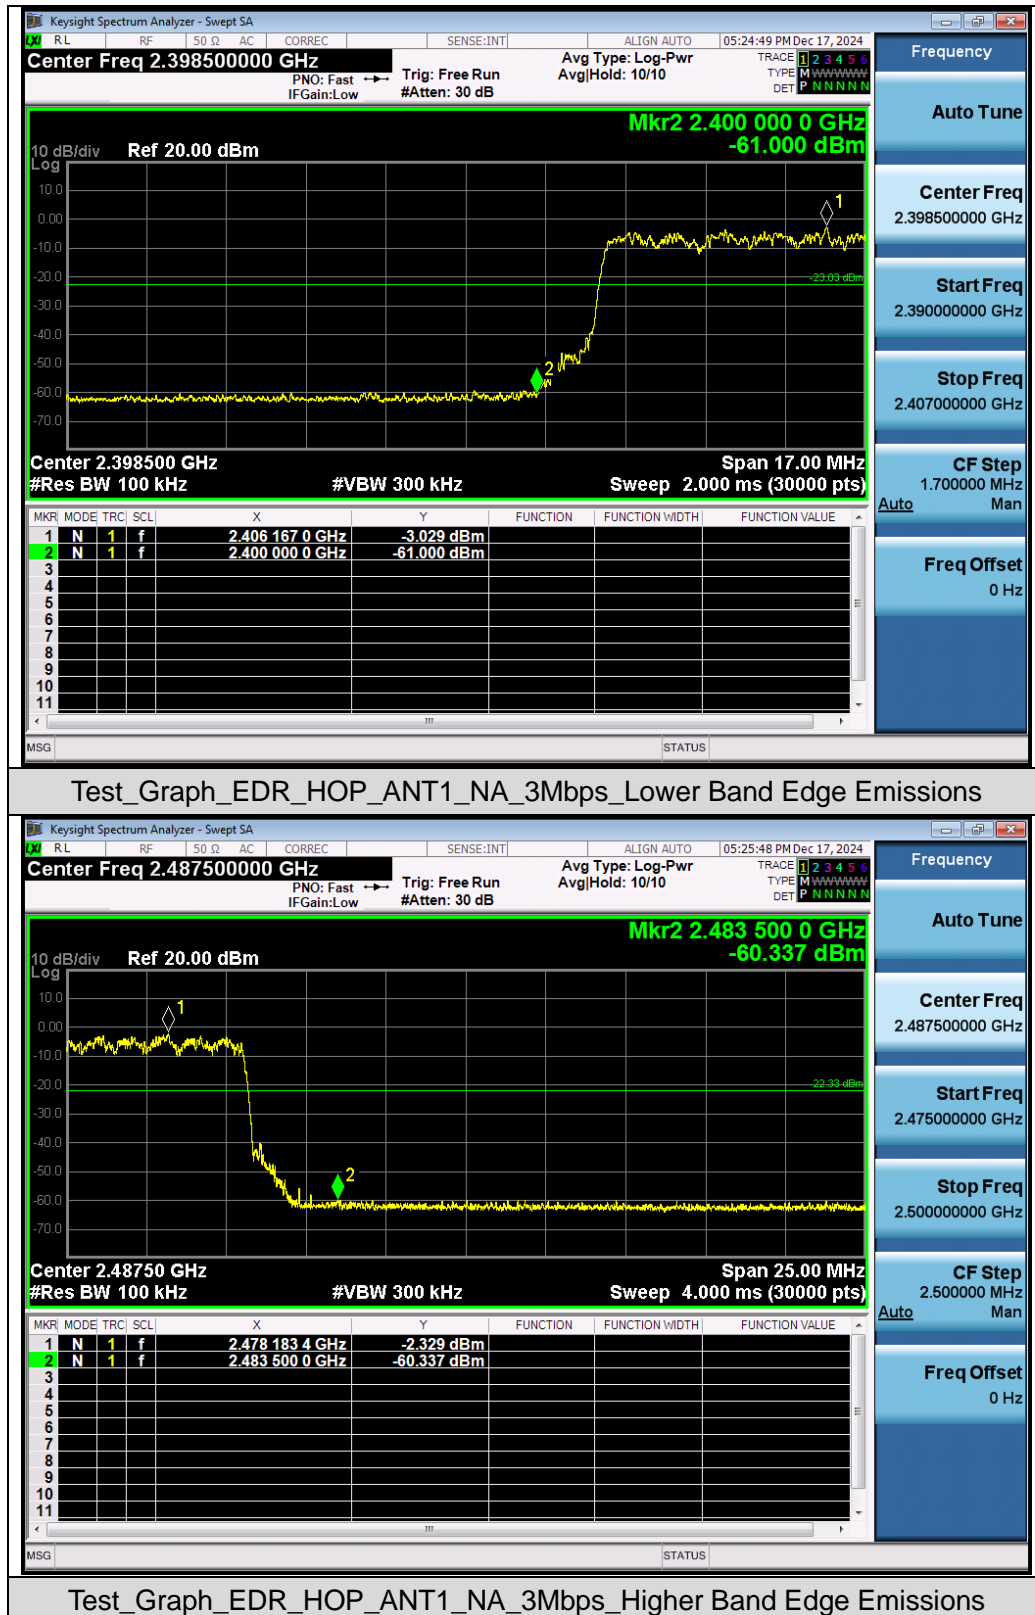 Keysight Spectrum Analyzer - Swept SA
LXI RL RF 50 Ω AC CORREC SENSE:INT ALIGN AUTO 05:24:49 PM Dec 17, 2024
Center Freq 2.398500000 GHz
PNO: Fast
IFGain:Low
Trig: Free Run
#Atten: 30 dB
Avg Type: Log-Pwr
Avg|Hold: 10/10
TRACE 1 2 3 4 5 6
TYPE M WWWWW
DET P N N N N N
Frequency
Mkr2 2.400 000 0 GHz
-61.000 dBm
10 dB/div Ref 20.00 dBm
Log
10.0
0.00
-10.0
-20.0
-30.0
-40.0
-50.0
-60.0
-70.0
1
-23.03 dBm
2
Center 2.398500 GHz Span 17.00 MHz
#Res BW 100 kHz #VBW 300 kHz Sweep 2.000 ms (30000 pts)
MKR MODE TRC SCL X Y FUNCTION FUNCTION WIDTH FUNCTION VALUE
1 N 1 f 2.406 167 0 GHz -3.029 dBm
2 N 1 f 2.400 000 0 GHz -61.000 dBm
3
4
5
6
7
8
9
10
11
MSG STATUS
Auto Tune
Center Freq
2.398500000 GHz
Start Freq
2.390000000 GHz
Stop Freq
2.407000000 GHz
CF Step
1.700000 MHz
Auto Man
Freq Offset
0 Hz
Test_Graph_EDR_HOP_ANT1_NA_3Mbps_Lower Band Edge Emissions
Keysight Spectrum Analyzer - Swept SA
LXI RL RF 50 Ω AC CORREC SENSE:INT ALIGN AUTO 05:25:48 PM Dec 17, 2024
Center Freq 2.487500000 GHz
PNO: Fast
IFGain:Low
Trig: Free Run
#Atten: 30 dB
Avg Type: Log-Pwr
Avg|Hold: 10/10
TRACE 1 2 3 4 5 6
TYPE M WWWWW
DET P N N N N N
Frequency
Mkr2 2.483 500 0 GHz
-60.337 dBm
10 dB/div Ref 20.00 dBm
Log
10.0
0.00
-10.0
-20.0
-30.0
-40.0
-50.0
-60.0
-70.0
1
-22.33 dBm
2
Center 2.48750 GHz Span 25.00 MHz
#Res BW 100 kHz #VBW 300 kHz Sweep 4.000 ms (30000 pts)
MKR MODE TRC SCL X Y FUNCTION FUNCTION WIDTH FUNCTION VALUE
1 N 1 f 2.478 183 4 GHz -2.329 dBm
2 N 1 f 2.483 500 0 GHz -60.337 dBm
3
4
5
6
7
8
9
10
11
MSG STATUS
Auto Tune
Center Freq
2.487500000 GHz
Start Freq
2.475000000 GHz
Stop Freq
2.500000000 GHz
CF Step
2.500000 MHz
Auto Man
Freq Offset
0 Hz
Test_Graph_EDR_HOP_ANT1_NA_3Mbps_Higher Band Edge Emissions